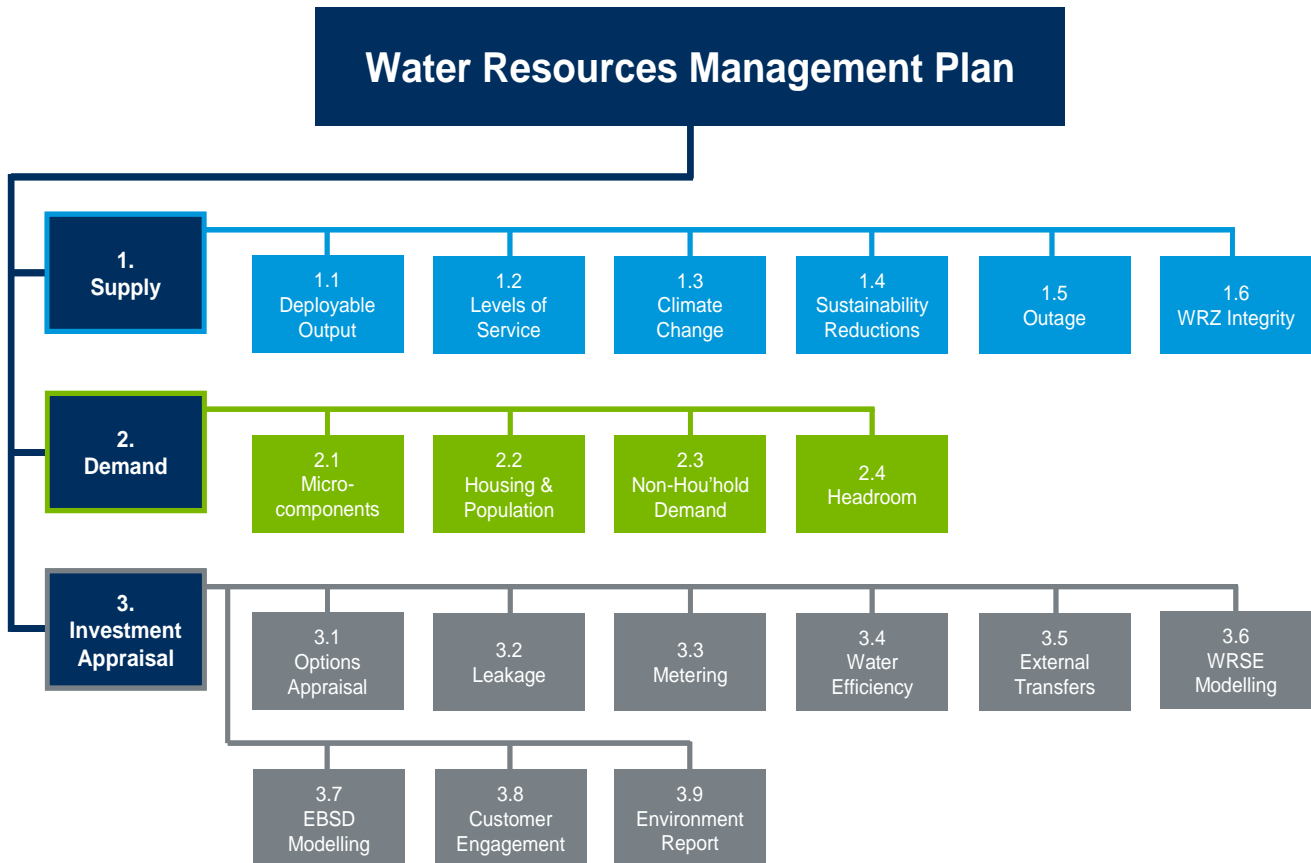 Water Resources Management Plan
1.
Supply
1.1
Deployable
Output
1.2
Levels of
Service
1.3
Climate
Change
1.4
Sustainability
Reductions
1.5
Outage
1.6
WRZ Integrity
2.
Demand
2.1
Micro-
components
2.2
Housing &
Population
2.3
Non-Hou’hold
Demand
2.4
Headroom
3.
Investment
Appraisal
3.1
Options
Appraisal
3.2
Leakage
3.3
Metering
3.4
Water
Efficiency
3.5
External
Transfers
3.6
WRSE
Modelling
3.7
EBSD
Modelling
3.8
Customer
Engagement
3.9
Environment
Report